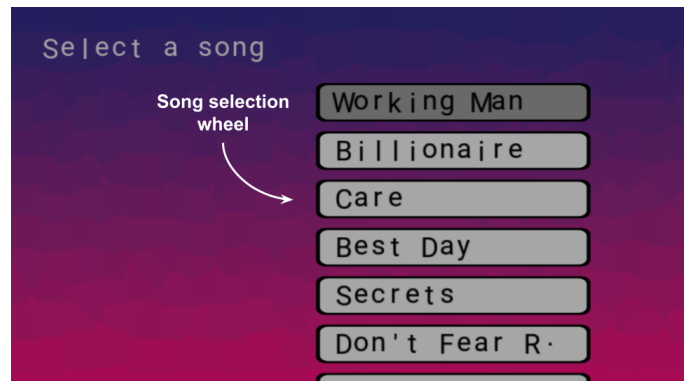 Select a song
Song selection
wheel
Working Man
Billionaire
Care
Best Day
Secrets
Don't Fear R·